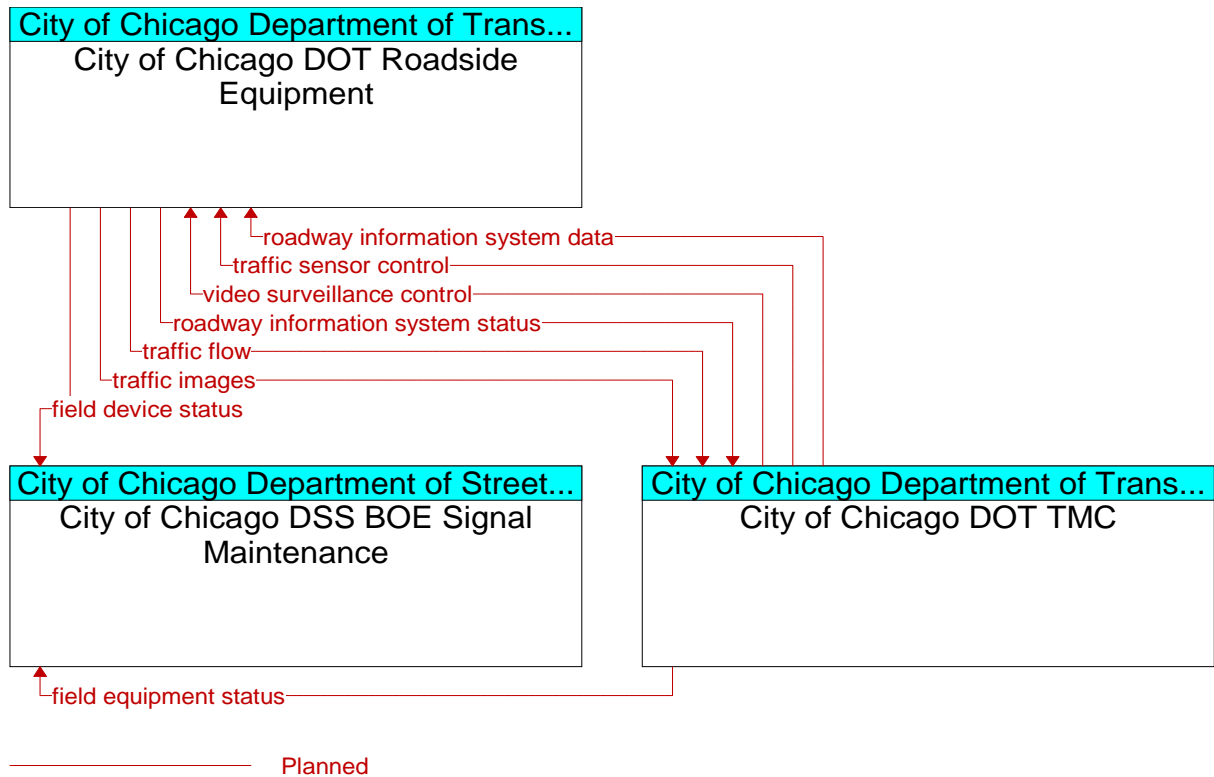 City of Chicago Department of Trans...
City of Chicago DOT Roadside
Equipment
roadway information system data
traffic sensor control
video surveillance control
roadway information system status
traffic flow
traffic images
field device status
City of Chicago Department of Street...
City of Chicago DSS BOE Signal
Maintenance
City of Chicago Department of Trans...
City of Chicago DOT TMC
field equipment status
Planned